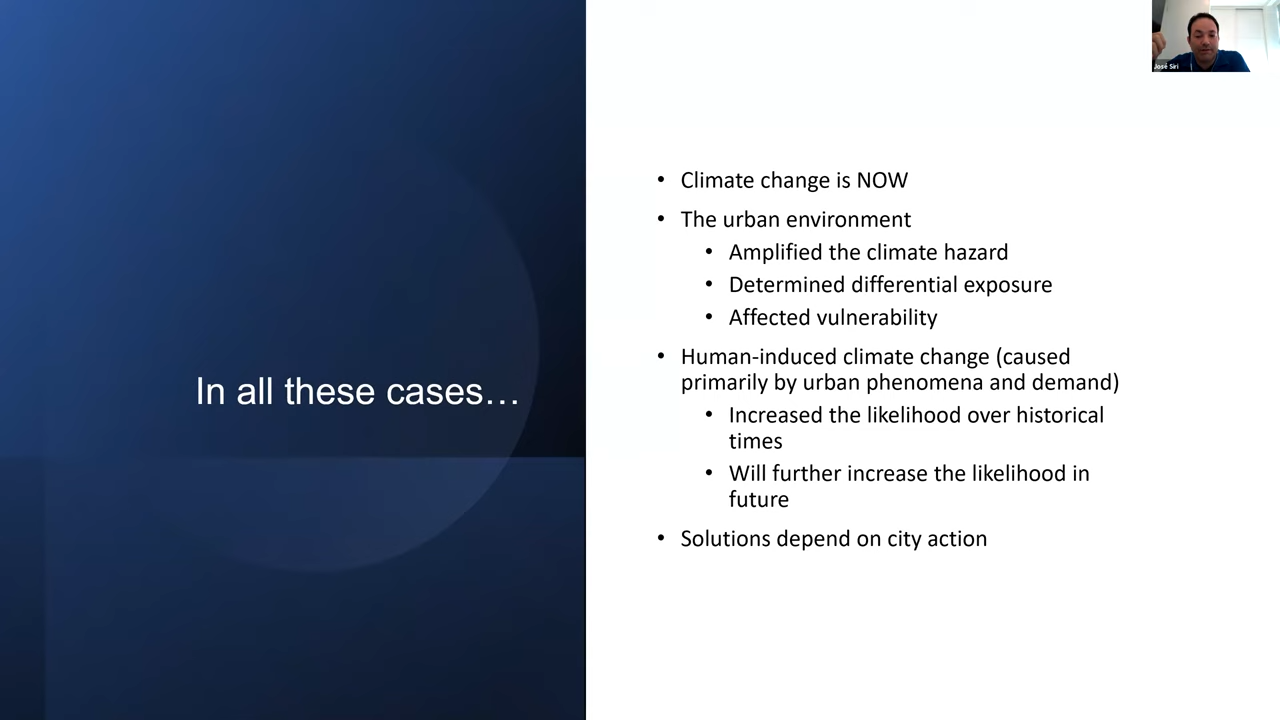 José Siri
In all these cases…
• Climate change is NOW
• The urban environment
• Amplified the climate hazard
• Determined differential exposure
• Affected vulnerability
• Human-induced climate change (caused
primarily by urban phenomena and demand)
• Increased the likelihood over historical
times
• Will further increase the likelihood in
future
• Solutions depend on city action